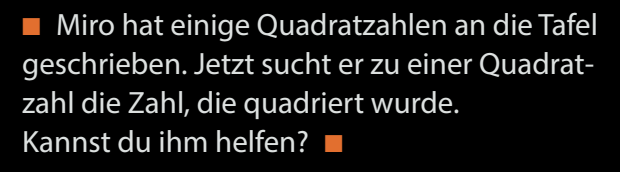 ■ Miro hat einige Quadratzahlen an die Tafel
geschrieben. Jetzt sucht er zu einer Quadrat-
zahl die Zahl, die quadriert wurde.
Kannst du ihm helfen? ■